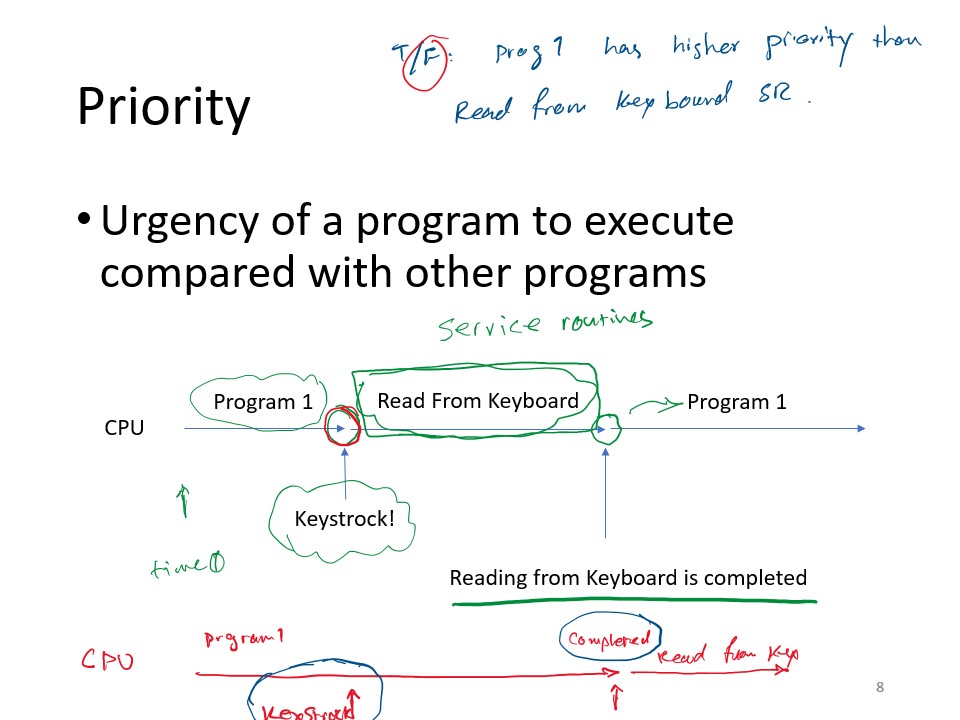 T/F: prog 1 has higher priority than
Read from Keyboard SR.
Priority
• Urgency of a program to execute
compared with other programs
service routines
Program 1
Read From Keyboard
Program 1
CPU
Keystrock!
time 0
Reading from Keyboard is completed
CPU
program 1
Completed
Read from Key
Keystrock
8